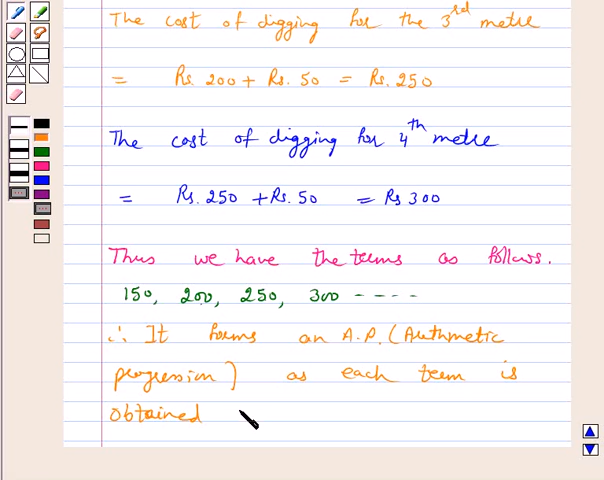 The cost of digging for the 3rd metre
= Rs. 200 + Rs. 50 = Rs. 250
The cost of digging for 4th metre
= Rs. 250 + Rs. 50 = Rs 300
Thus we have the terms as follows.
150, 200, 250, 300 ----
∴ It forms an A.P. (Arithmetic
progression) as each term is
obtained